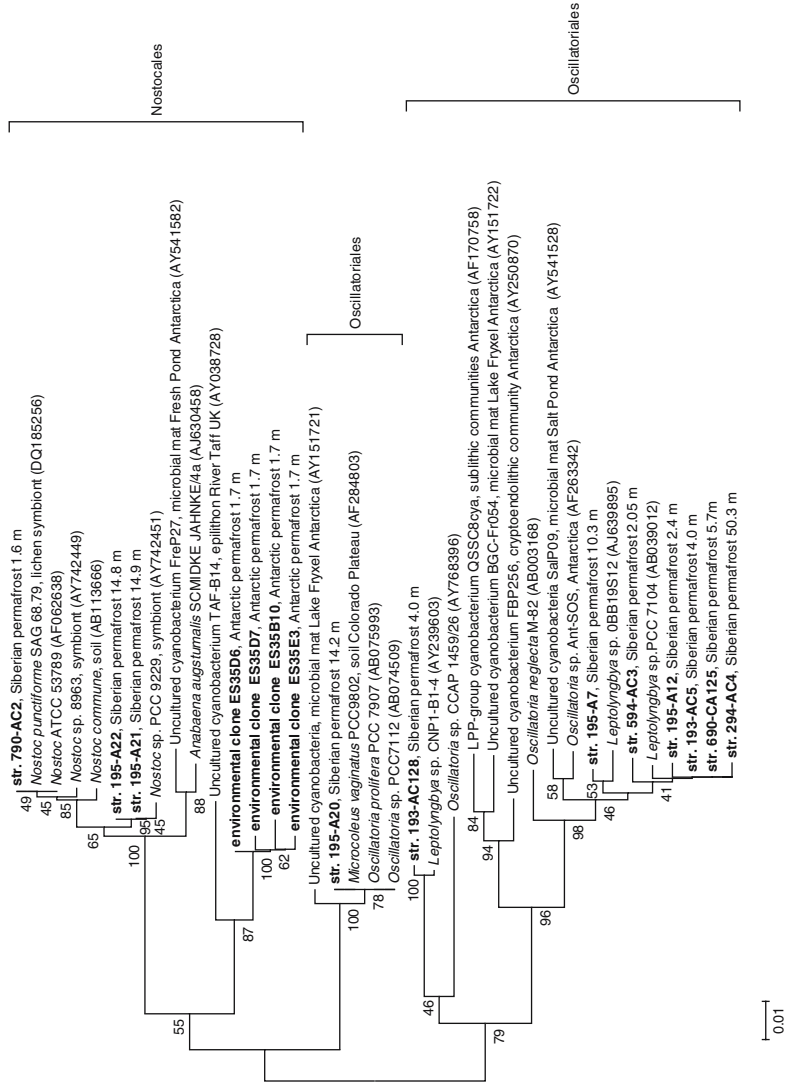 str. 790-AC2, Siberian permafrost 1.6 m
Nostoc punctiforme SAG 68.79, lichen symbiont (DQ185256)
Nostoc ATCC 53789 (AF062638)
Nostoc sp. 8963, symbiont (AY742449)
Nostoc commune, soil (AB113666)
str. 195-A22, Siberian permafrost 14.8 m
str. 195-A21, Siberian permafrost 14.9 m
Nostoc sp. PCC 9229, symbiont (AY742451)
Uncultured cyanobacterium FreP27, microbial mat Fresh Pond Antarctica (AY541582)
Anabaena augstumalis SCMIDKE JAHNKE/4a (AJ630458)
Uncultured cyanobacterium TAF-B14, epilithon River Taff UK (AY038728)
environmental clone ES35D6, Antarctic permafrost 1.7 m
environmental clone ES35D7, Antarctic permafrost 1.7 m
environmental clone ES35B10, Antarctic permafrost 1.7 m
environmental clone ES35E3, Antarctic permafrost 1.7 m
Uncultured cyanobacteria, microbial mat Lake Fryxel Antarctica (AY151721)
str. 195-A20, Siberian permafrost 14.2 m
Microcoleus vaginatus PCC9802, soil Colorado Plateau (AF284803)
Oscillatoria prolifera PCC 7907 (AB075993)
Oscillatoria sp. PCC7112 (AB074509)
str. 193-AC128, Siberian permafrost 4.0 m
Leptolyngbya sp. CNP1-B1-4 (AY239603)
Oscillatoria sp. CCAP 1459/26 (AY768396)
LPP-group cyanobacterium QSSC8cya, sublithic communities Antarctica (AF170758)
Uncultured cyanobacterium BGC-Fr054, microbial mat Lake Fryxel Antarctica (AY151722)
Uncultured cyanobacterium FBP256, cryptoendolithic community Antarctica (AY250870)
Oscillatoria neglecta M-82 (AB003168)
Uncultured cyanobacteria SalP09, microbial mat Salt Pond Antarctica (AY541528)
Oscillatoria sp. Ant-SOS, Antarctica (AF263342)
str. 195-A7, Siberian permafrost 10.3 m
Leptolyngbya sp. 0BB19S12 (AJ639895)
str. 594-AC3, Siberian permafrost 2.05 m
Leptolyngbya sp.PCC 7104 (AB039012)
str. 195-A12, Siberian permafrost 2.4 m
str. 193-AC5, Siberian permafrost 4.0 m
str. 690-CA125, Siberian permafrost 5.7m
str. 294-AC4, Siberian permafrost 50.3 m
Nostocales
Oscillatoriales
Oscillatoriales
49
45
85
65
95
45
100
88
100
62
87
55
100
78
100
46
84
94
79
96
58
98
53
46
41
0.01